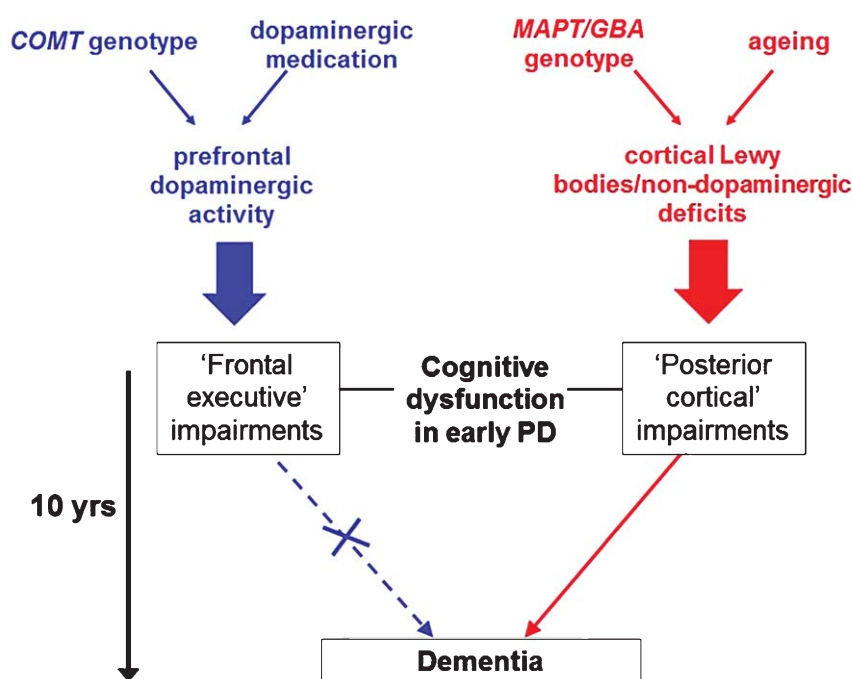 COMT genotype
dopaminergic
medication
MAPT/GBA
genotype
ageing
prefrontal
dopaminergic
activity
cortical Lewy
bodies/non-dopaminergic
deficits
‘Frontal
executive’
impairments
Cognitive
dysfunction
in early PD
‘Posterior
cortical’
impairments
10 yrs
Dementia